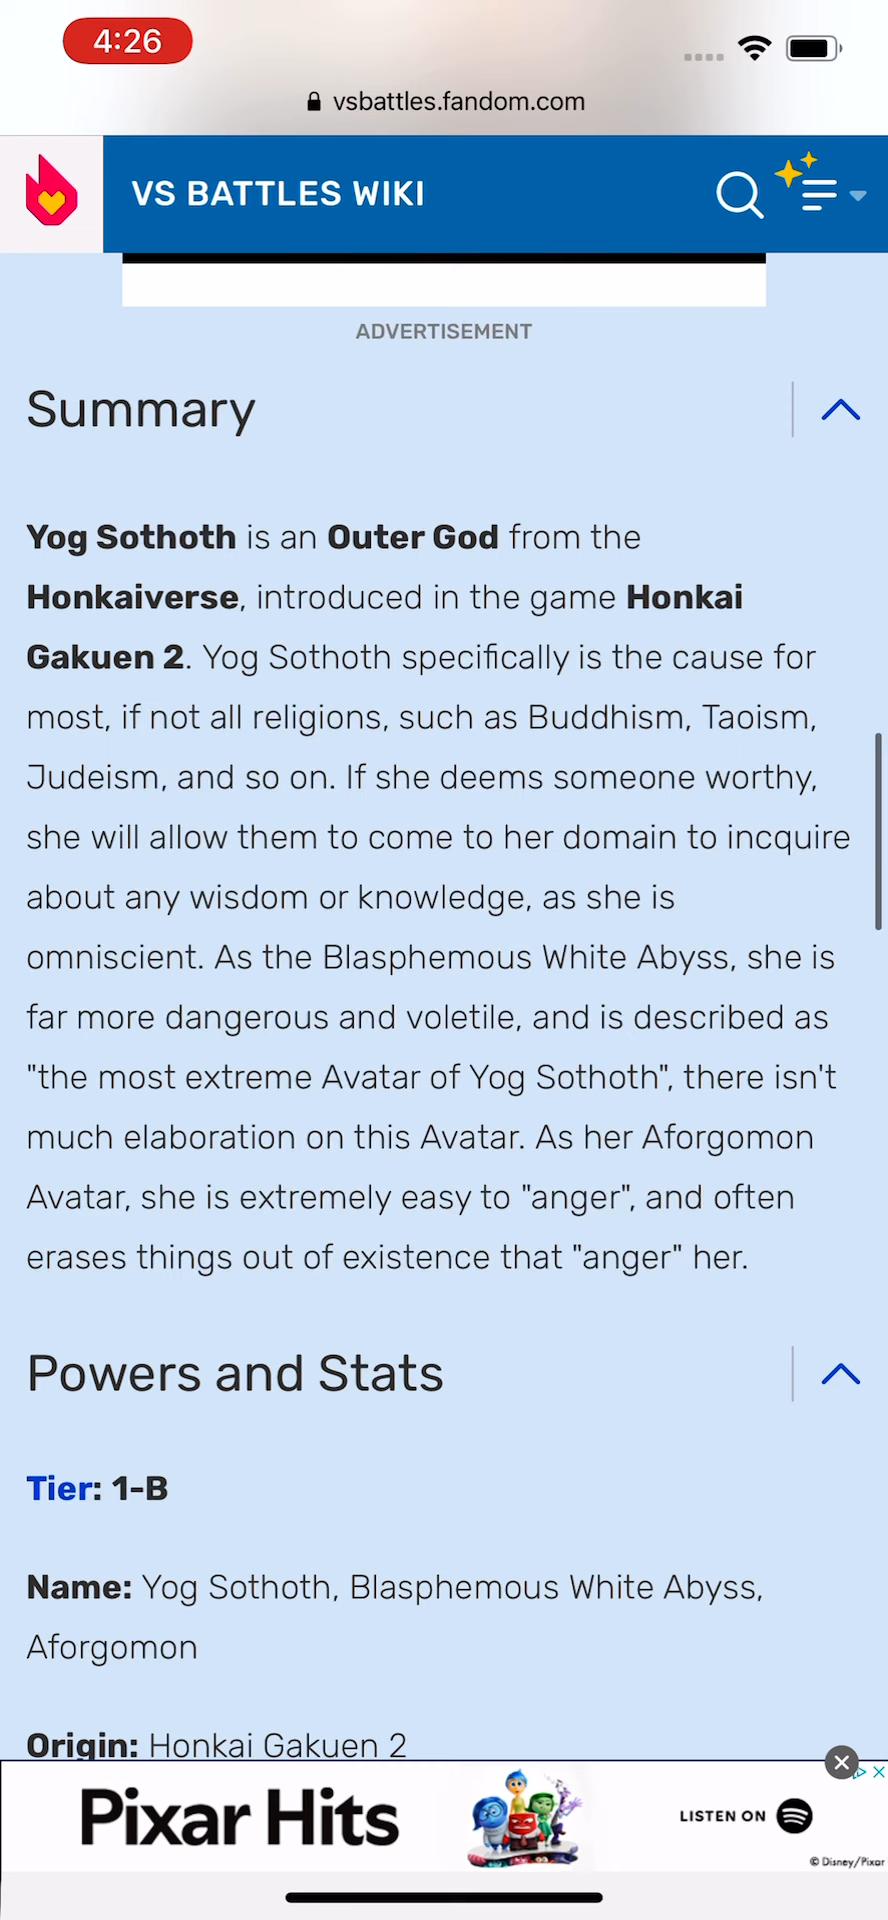 4:26
vsbattles.fandom.com
VS BATTLES WIKI
ADVERTISEMENT
Summary
Yog Sothoth is an Outer God from the
Honkaiverse, introduced in the game Honkai
Gakuen 2. Yog Sothoth specifically is the cause for
most, if not all religions, such as Buddhism, Taoism,
Judeism, and so on. If she deems someone worthy,
she will allow them to come to her domain to incquire
about any wisdom or knowledge, as she is
omniscient. As the Blasphemous White Abyss, she is
far more dangerous and voletile, and is described as
"the most extreme Avatar of Yog Sothoth", there isn't
much elaboration on this Avatar. As her Aforgomon
Avatar, she is extremely easy to "anger", and often
erases things out of existence that "anger" her.
Powers and Stats
Tier: 1-B
Name: Yog Sothoth, Blasphemous White Abyss,
Aforgomon
Origin: Honkai Gakuen 2
Pixar Hits
LISTEN ON
© Disney/Pixar